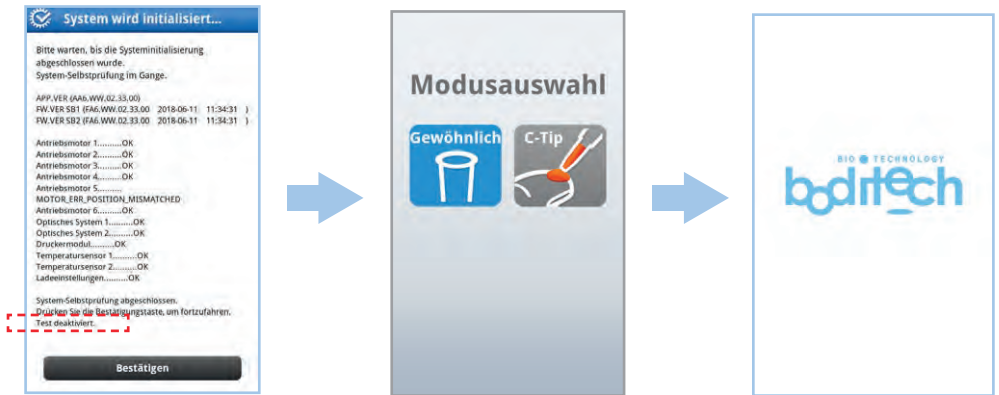 System wird initialisiert...
Bitte warten, bis die Systeminitialisierung
abgeschlossen wurde.
System-Selbstprüfung im Gange.
APP.VER (AA6.WW.02.33.00)
FW.VER SB1 (FA6.WW.02.33.00 2018-06-11 11:34:31 )
FW.VER SB2 (FA6.WW.02.33.00 2018-06-11 11:34:31 )
Antriebsmotor 1..........OK
Antriebsmotor 2..........OK
Antriebsmotor 3..........OK
Antriebsmotor 4..........OK
Antriebsmotor 5..........
MOTOR_ERR_POSITION_MISMATCHED
Antriebsmotor 6..........OK
Optisches System 1..........OK
Optisches System 2..........OK
Druckermodul..........OK
Temperatursensor 1..........OK
Temperatursensor 2..........OK
Ladeeinstellungen..........OK
System-Selbstprüfung abgeschlossen.
Drücken Sie die Bestätigungstaste, um fortzufahren.
Test deaktiviert.
Bestätigen
Modusauswahl
Gewöhnlich
C-Tip
BIO TECHNOLOGY
boditech